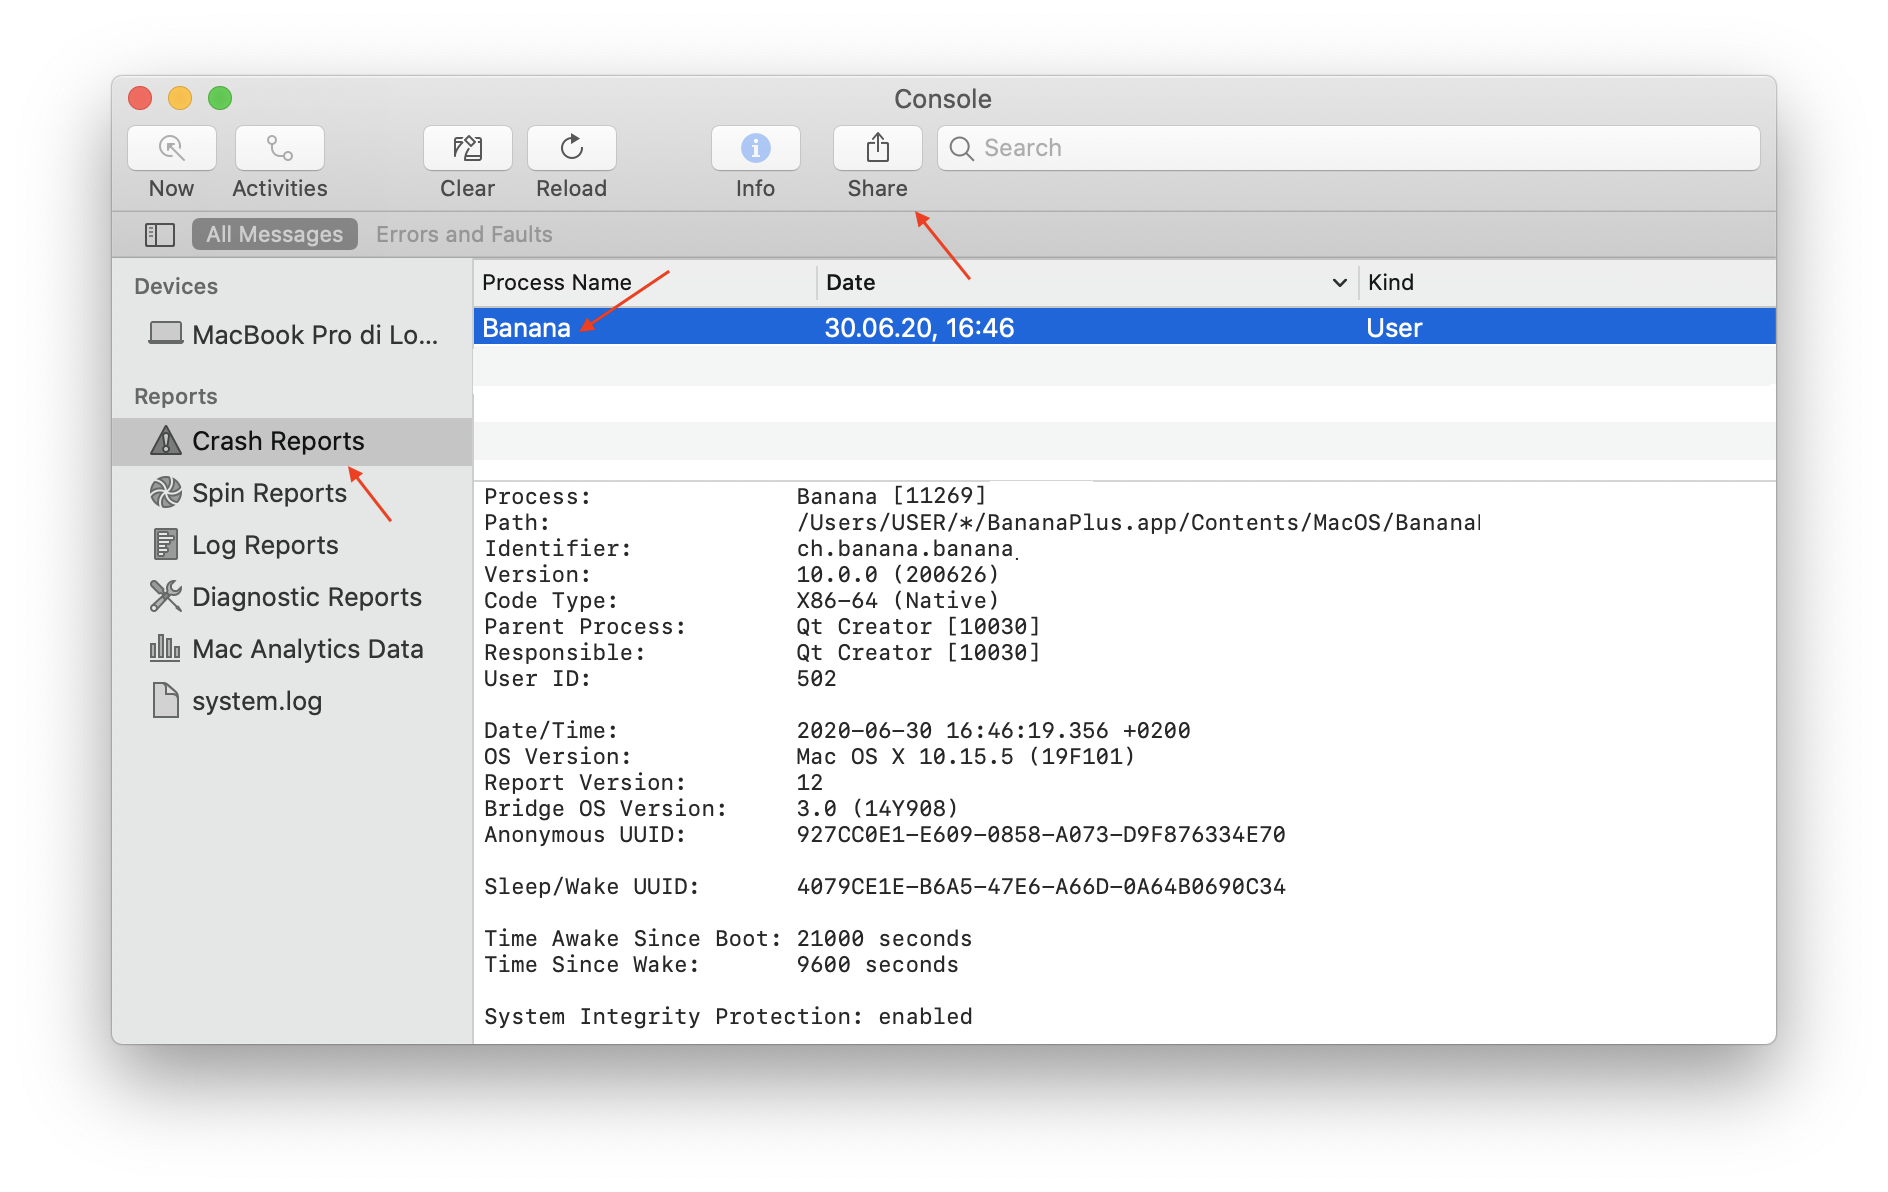 Console
Now
Activities
Clear
Reload
Info
Share
Search
All Messages
Errors and Faults
Devices
MacBook Pro di Lo...
Reports
Crash Reports
Spin Reports
Log Reports
Diagnostic Reports
Mac Analytics Data
system.log
Process Name Date Kind
Banana 30.06.20, 16:46 User
Process: Banana [11269]
Path: /Users/USER/*/BananaPlus.app/Contents/MacOS/Banana
Identifier: ch.banana.banana
Version: 10.0.0 (200626)
Code Type: X86-64 (Native)
Parent Process: Qt Creator [10030]
Responsible: Qt Creator [10030]
User ID: 502
Date/Time: 2020-06-30 16:46:19.356 +0200
OS Version: Mac OS X 10.15.5 (19F101)
Report Version: 12
Bridge OS Version: 3.0 (14Y908)
Anonymous UUID: 927CC0E1-E609-0858-A073-D9F876334E70
Sleep/Wake UUID: 4079CE1E-B6A5-47E6-A66D-0A64B0690C34
Time Awake Since Boot: 21000 seconds
Time Since Wake: 9600 seconds
System Integrity Protection: enabled